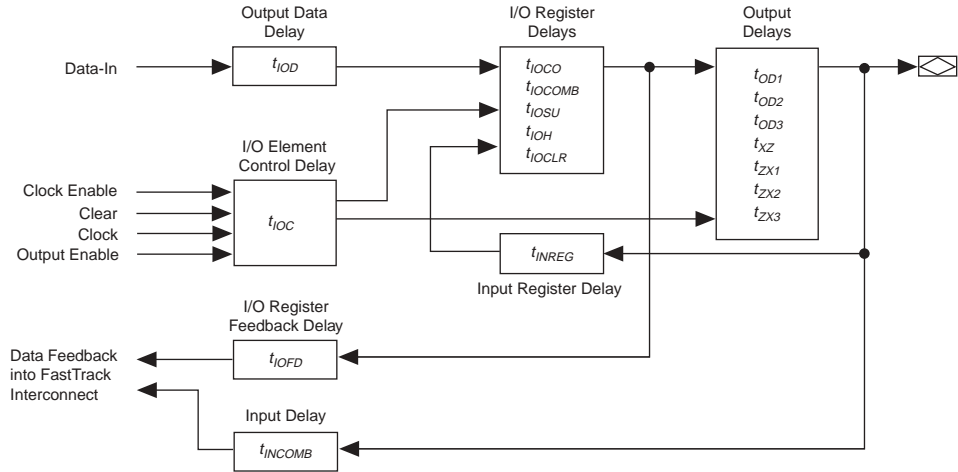 Output Data
Delay
I/O Register
Delays
Output
Delays
Data-In
tIOD
tIOCO
tIOCOMB
tIOSU
tIOH
tIOCLR
tOD1
tOD2
tOD3
tXZ
tZX1
tZX2
tZX3
I/O Element
Control Delay
Clock Enable
Clear
Clock
Output Enable
tIOC
tINREG
Input Register Delay
I/O Register
Feedback Delay
tIOFD
Data Feedback
into FastTrack
Interconnect
Input Delay
tINCOMB